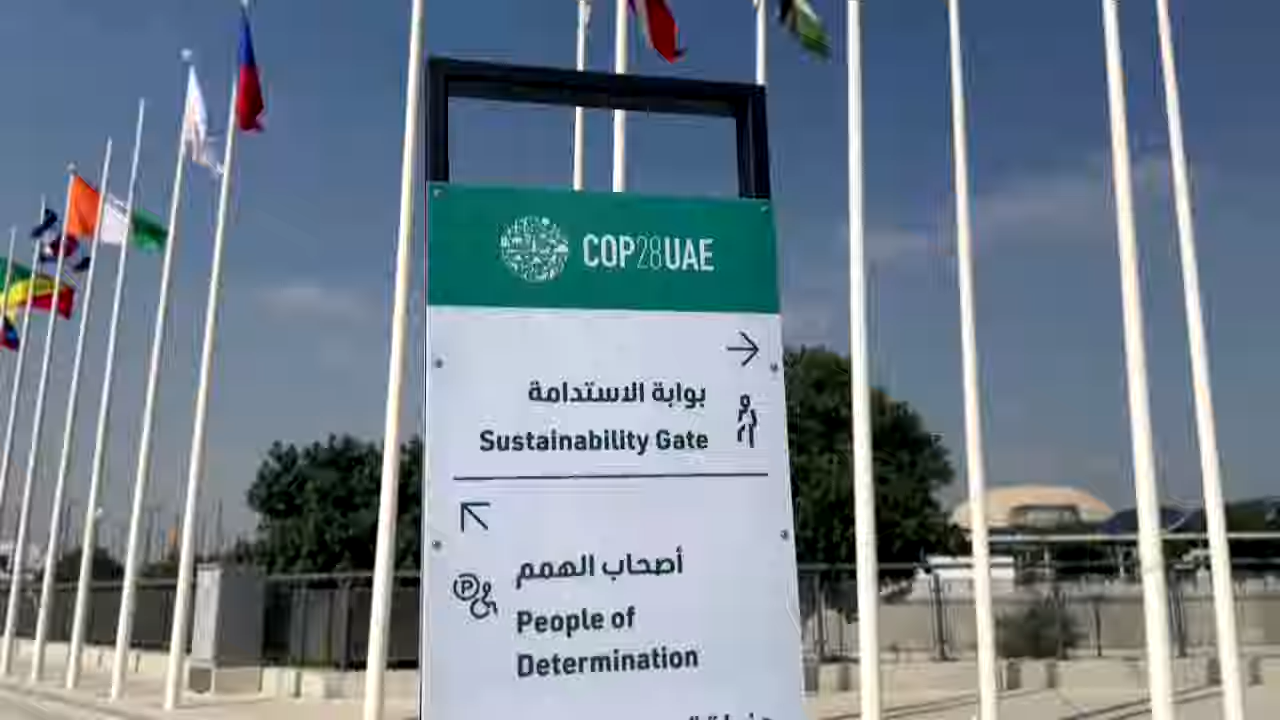 COP28UAE
بوابة الاستدامة
Sustainability Gate
أصحاب الهمم
P
People of
Determination